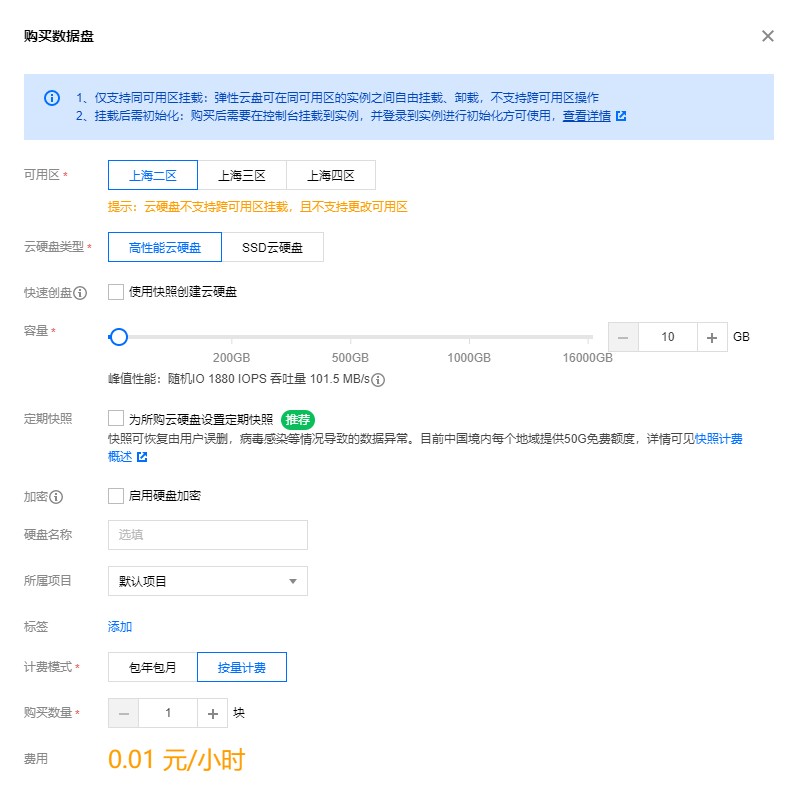 购买数据盘
1、仅支持同可用区挂载：弹性云盘可在同可用区的实例之间自由挂载、卸载，不支持跨可用区操作
2、挂载后需初始化：购买后需要在控制台挂载到实例，并登录到实例进行初始化方可使用，查看详情
可用区* 上海二区 上海三区 上海四区
提示：云硬盘不支持跨可用区挂载，且不支持更改可用区
云硬盘类型* 高性能云硬盘 SSD云硬盘
快速创盘 使用快照创建云硬盘
容量* 10 GB
200GB 500GB 1000GB 16000GB
峰值性能：随机IO 1880 IOPS 吞吐量 101.5 MB/s
定期快照 为所购云硬盘设置定期快照 推荐
快照可恢复由用户误删，病毒感染等情况导致的数据异常。目前中国境内每个地域提供50G免费额度，详情可见快照计费
概述
加密 启用硬盘加密
硬盘名称 选填
所属项目 默认项目
标签 添加
计费模式* 包年包月 按量计费
购买数量* 1 块
费用 0.01 元/小时